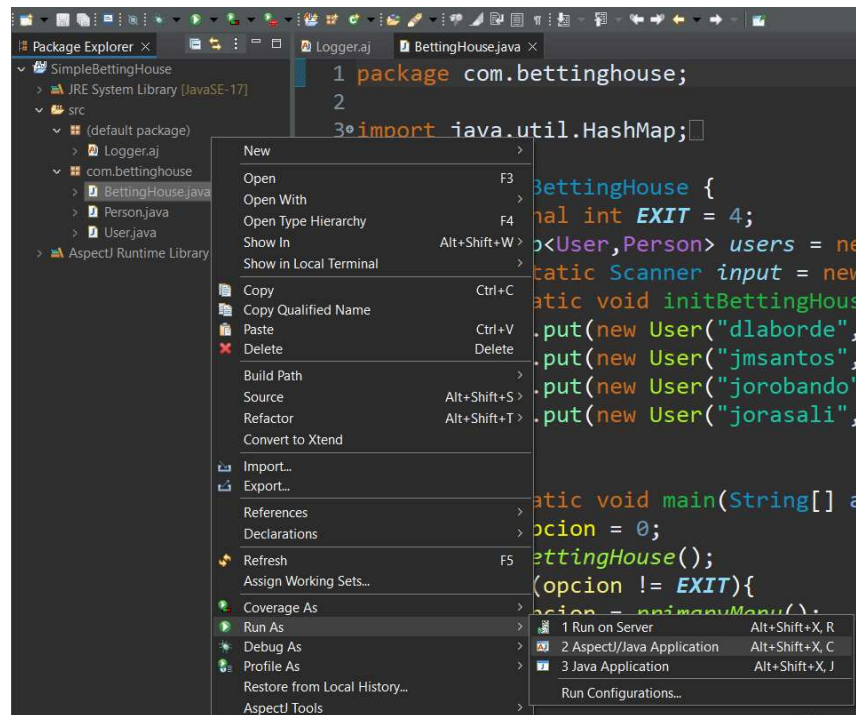 Package Explorer
Logger.aj
BettingHouse.java
SimpleBettingHouse
JRE System Library [JavaSE-17]
src
(default package)
Logger.aj
com.bettinghouse
BettingHouse.java
Person.java
User.java
AspectJ Runtime Library
1 package com.bettinghouse;
2
3 import java.util.HashMap;
BettingHouse {
nal int EXIT = 4;
p<User,Person> users = ne
tatic Scanner input = new
atic void initBettingHous
.put(new User("dlaborde",
.put(new User("jmsantos",
.put(new User("jorobando"
.put(new User("jorasali",
atic void main(String[] a
pcion = 0;
ettingHouse();
(opcion != EXIT){
pcion = primaryMenu();
New
Open F3
Open With
Open Type Hierarchy F4
Show In Alt+Shift+W
Show in Local Terminal
Copy Ctrl+C
Copy Qualified Name
Paste Ctrl+V
Delete Delete
Build Path
Source Alt+Shift+S
Refactor Alt+Shift+T
Convert to Xtend
Import...
Export...
References
Declarations
Refresh F5
Assign Working Sets...
Coverage As
Run As
Debug As
Profile As
Restore from Local History...
AspectJ Tools
1 Run on Server Alt+Shift+X, R
2 AspectJ/Java Application Alt+Shift+X, C
3 Java Application Alt+Shift+X, J
Run Configurations...